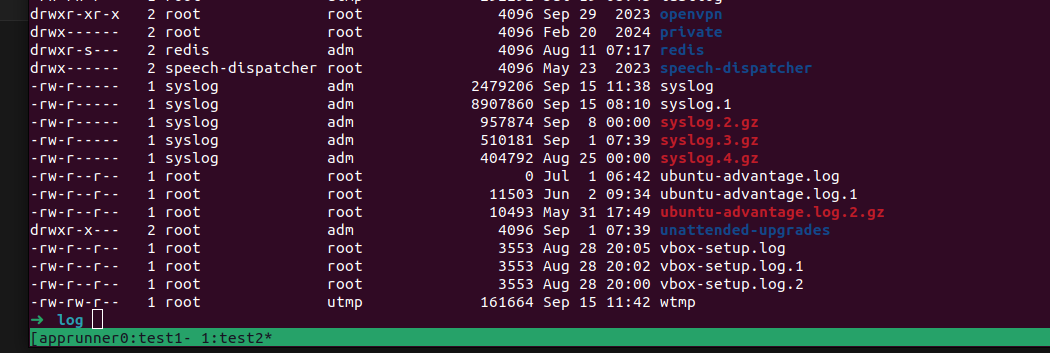 drwxr-xr-x   2 root              root                4096 Sep 29  2023 openvpn
drwx------   2 root              root                4096 Feb 20  2024 private
drwxr-s---   2 redis             adm                 4096 Aug 11 07:17 redis
drwx------   2 speech-dispatcher root                4096 May 23  2023 speech-dispatcher
-rw-r-----   1 syslog            adm              2479206 Sep 15 11:38 syslog
-rw-r-----   1 syslog            adm              8907860 Sep 15 08:10 syslog.1
-rw-r-----   1 syslog            adm               957874 Sep  8 00:00 syslog.2.gz
-rw-r-----   1 syslog            adm               510181 Sep  1 07:39 syslog.3.gz
-rw-r-----   1 syslog            adm               404792 Aug 25 00:00 syslog.4.gz
-rw-r--r--   1 root              root                   0 Jul  1 06:42 ubuntu-advantage.log
-rw-r--r--   1 root              root               11503 Jun  2 09:34 ubuntu-advantage.log.1
-rw-r--r--   1 root              root               10493 May 31 17:49 ubuntu-advantage.log.2.gz
drwxr-x---   2 root              adm                 4096 Sep  1 07:39 unattended-upgrades
-rw-r--r--   1 root              root                3553 Aug 28 20:05 vbox-setup.log
-rw-r--r--   1 root              root                3553 Aug 28 20:02 vbox-setup.log.1
-rw-r--r--   1 root              root                3553 Aug 28 20:00 vbox-setup.log.2
-rw-rw-r--   1 root              utmp              161664 Sep 15 11:42 wtmp
➜  log
[apprunner0:test1- 1:test2*